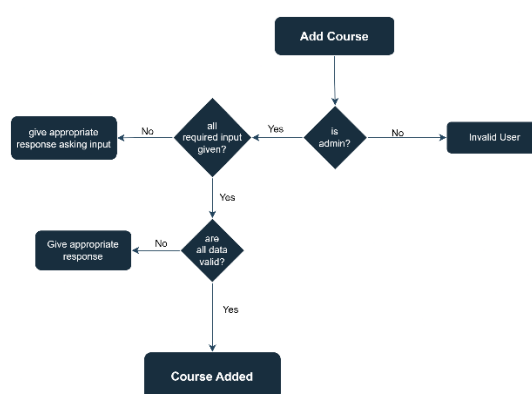 Add Course
is
admin?
Yes
No
Invalid User
all
required input
given?
No
give appropriate
response asking input
Yes
are
all data
valid?
No
Give appropriate
response
Yes
Course Added